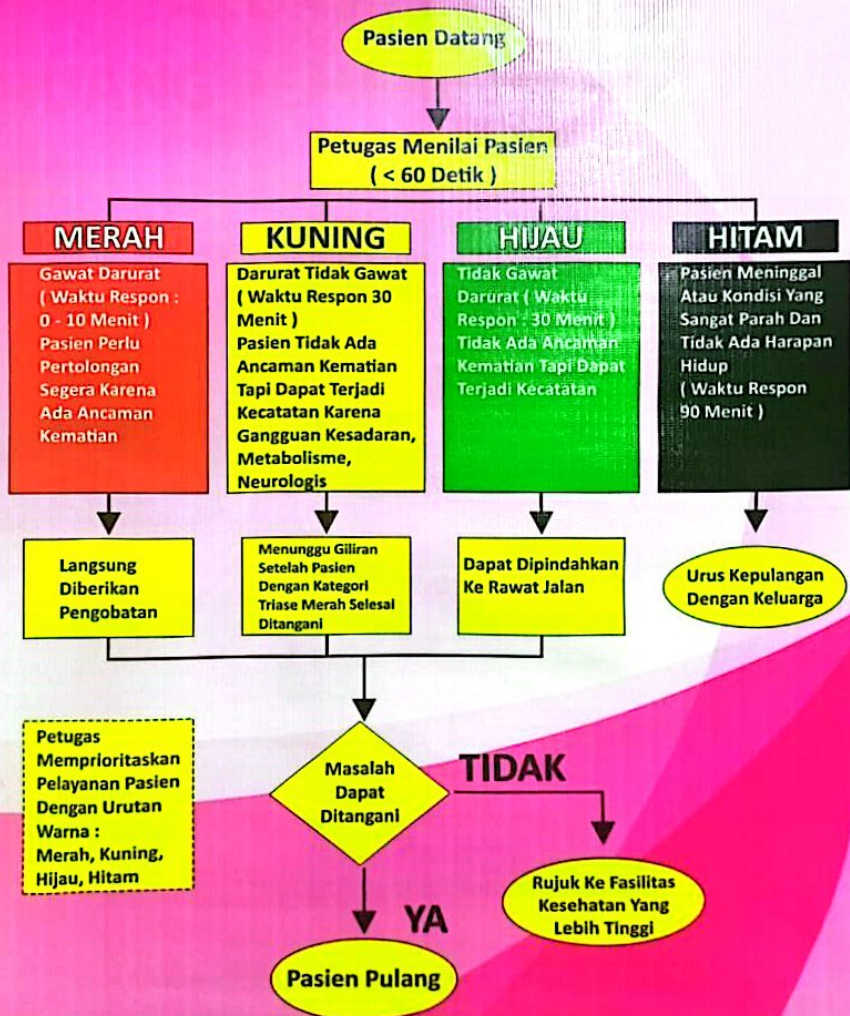 Pasien Datang
Petugas Menilai Pasien
( < 60 Detik )
MERAH
Gawat Darurat
( Waktu Respon :
0 - 10 Menit )
Pasien Perlu
Pertolongan
Segera Karena
Ada Ancaman
Kematian
KUNING
Darurat Tidak Gawat
( Waktu Respon 30
Menit )
Pasien Tidak Ada
Ancaman Kematian
Tapi Dapat Terjadi
Kecatatan Karena
Gangguan Kesadaran,
Metabolisme,
Neurologis
HIJAU
Tidak Gawat
Darurat ( Waktu
Respon : 30 Menit )
Tidak Ada Ancaman
Kematian Tapi Dapat
Terjadi Kecatatan
HITAM
Pasien Meninggal
Atau Kondisi Yang
Sangat Parah Dan
Tidak Ada Harapan
Hidup
( Waktu Respon
90 Menit )
Langsung
Diberikan
Pengobatan
Menunggu Giliran
Setelah Pasien
Dengan Kategori
Triase Merah Selesai
Ditangani
Dapat Dipindahkan
Ke Rawat Jalan
Urus Kepulangan
Dengan Keluarga
Petugas
Memprioritaskan
Pelayanan Pasien
Dengan Urutan
Warna :
Merah, Kuning,
Hijau, Hitam
Masalah
Dapat
Ditangani
TIDAK
Rujuk Ke Fasilitas
Kesehatan Yang
Lebih Tinggi
YA
Pasien Pulang